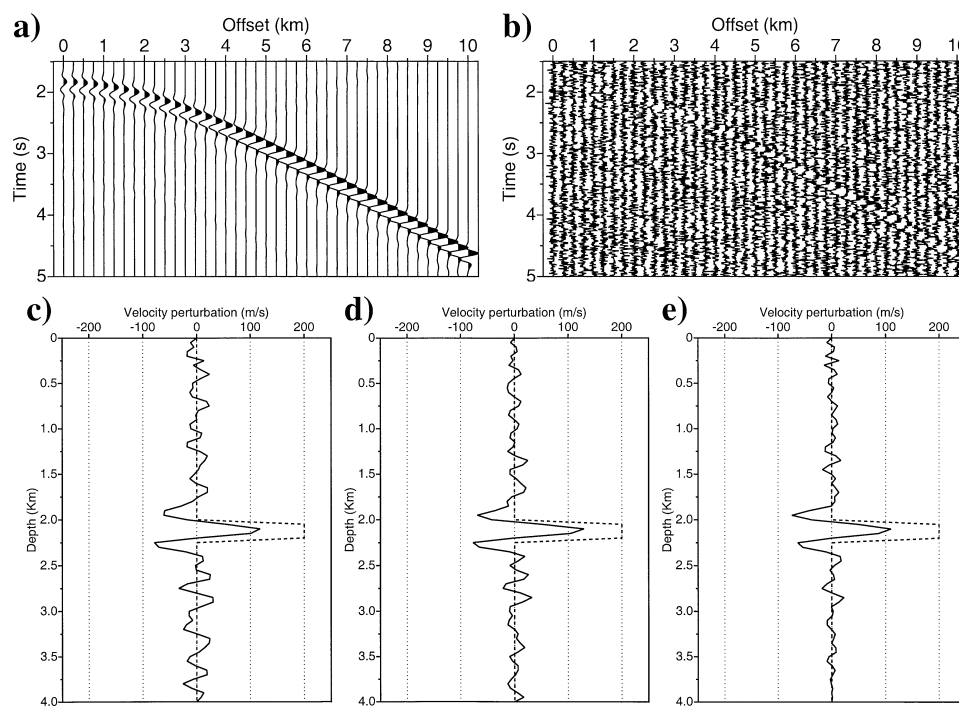 a)
Offset (km)
0 1 2 3 4 5 6 7 8 9 10
Time (s)
2
3
4
5
b)
Offset (km)
0 1 2 3 4 5 6 7 8 9 10
Time (s)
2
3
4
5
c)
Velocity perturbation (m/s)
-200 -100 0 100 200
Depth (Km)
0
0.5
1.0
1.5
2.0
2.5
3.0
3.5
4.0
d)
Velocity perturbation (m/s)
-200 -100 0 100 200
Depth (Km)
0
0.5
1.0
1.5
2.0
2.5
3.0
3.5
4.0
e)
Velocity perturbation (m/s)
-200 -100 0 100 200
Depth (Km)
0
0.5
1.0
1.5
2.0
2.5
3.0
3.5
4.0